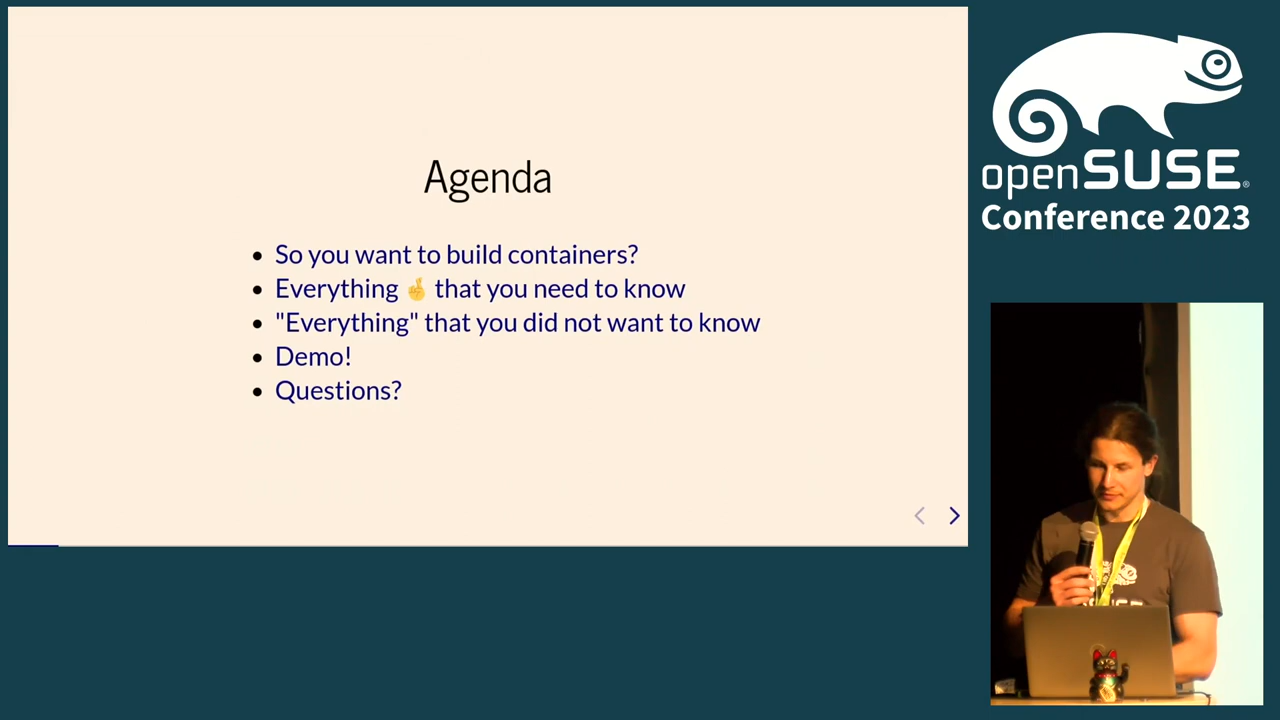 Agenda
• So you want to build containers?
• Everything 🤞 that you need to know
• "Everything" that you did not want to know
• Demo!
• Questions?
openSUSE®
Conference 2023